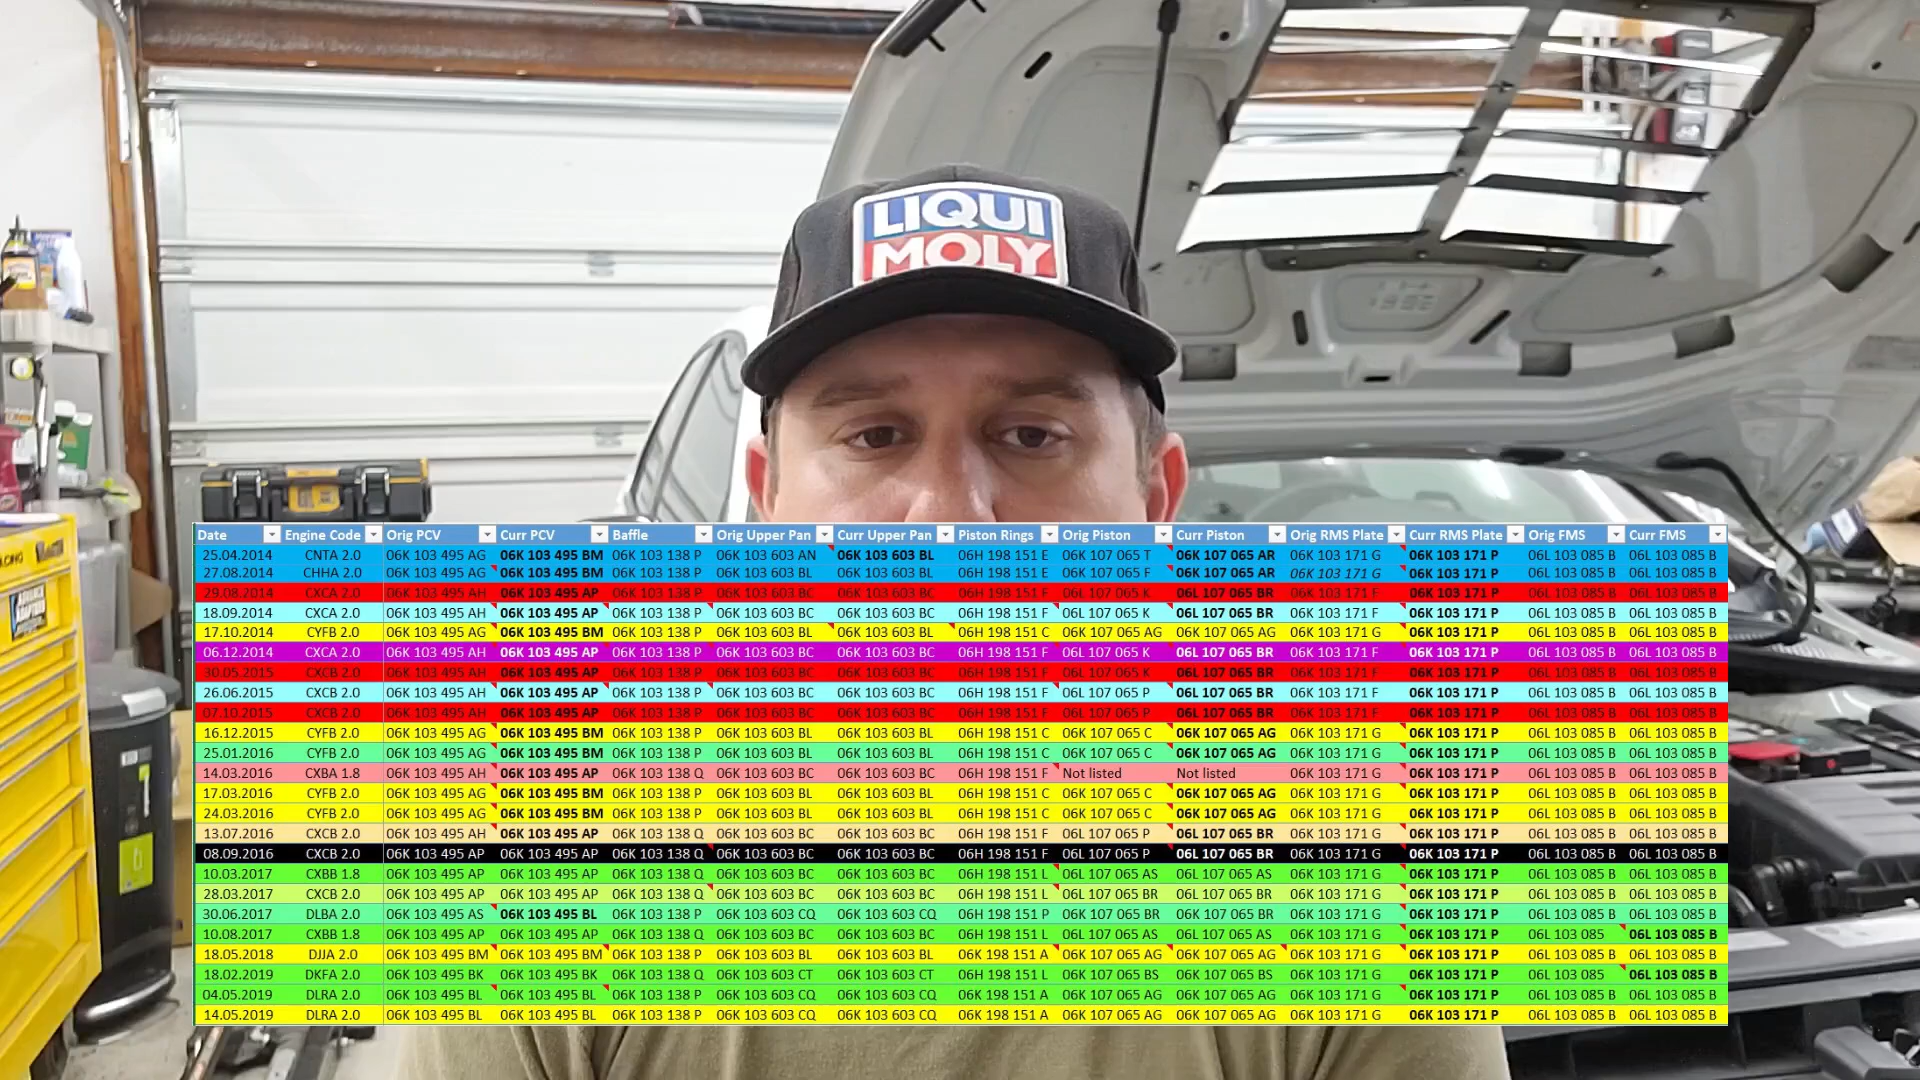 LIQUI
MOLY
Date Engine Code Orig PCV Curr PCV Baffle Orig Upper Pan Curr Upper Pan Piston Rings Orig Piston Curr Piston Orig RMS Plate Curr RMS Plate Orig FMS Curr FMS
25.04.2014 CNTA 2.0 06K 103 495 AG 06K 103 495 BM 06K 103 138 P 06K 103 603 AN 06K 103 603 BL 06H 198 151 E 06K 107 065 T 06K 107 065 AR 06K 103 171 G 06K 103 171 P 06L 103 085 B 06L 103 085 B
27.08.2014 CHHA 2.0 06K 103 495 AG 06K 103 495 BM 06K 103 138 P 06K 103 603 BL 06K 103 603 BL 06H 198 151 E 06K 107 065 F 06K 107 065 AR 06K 103 171 G 06K 103 171 P 06L 103 085 B 06L 103 085 B
29.08.2014 CXCA 2.0 06K 103 495 AH 06K 103 495 AP 06K 103 138 P 06K 103 603 BC 06K 103 603 BC 06H 198 151 F 06L 107 065 K 06L 107 065 BR 06K 103 171 F 06K 103 171 P 06L 103 085 B 06L 103 085 B
18.09.2014 CXCA 2.0 06K 103 495 AH 06K 103 495 AP 06K 103 138 P 06K 103 603 BC 06K 103 603 BC 06H 198 151 F 06L 107 065 K 06L 107 065 BR 06K 103 171 F 06K 103 171 P 06L 103 085 B 06L 103 085 B
17.10.2014 CYFB 2.0 06K 103 495 AG 06K 103 495 BM 06K 103 138 P 06K 103 603 BL 06K 103 603 BL 06H 198 151 C 06K 107 065 AG 06K 107 065 AG 06K 103 171 G 06K 103 171 P 06L 103 085 B 06L 103 085 B
06.12.2014 CXCA 2.0 06K 103 495 AH 06K 103 495 AP 06K 103 138 P 06K 103 603 BC 06K 103 603 BC 06H 198 151 F 06L 107 065 K 06L 107 065 BR 06K 103 171 F 06K 103 171 P 06L 103 085 B 06L 103 085 B
30.05.2015 CXCB 2.0 06K 103 495 AH 06K 103 495 AP 06K 103 138 P 06K 103 603 BC 06K 103 603 BC 06H 198 151 F 06L 107 065 K 06L 107 065 BR 06K 103 171 F 06K 103 171 P 06L 103 085 B 06L 103 085 B
26.06.2015 CXCB 2.0 06K 103 495 AH 06K 103 495 AP 06K 103 138 P 06K 103 603 BC 06K 103 603 BC 06H 198 151 F 06L 107 065 P 06L 107 065 BR 06K 103 171 F 06K 103 171 P 06L 103 085 B 06L 103 085 B
07.10.2015 CXCB 2.0 06K 103 495 AH 06K 103 495 AP 06K 103 138 P 06K 103 603 BC 06K 103 603 BC 06H 198 151 F 06L 107 065 P 06L 107 065 BR 06K 103 171 F 06K 103 171 P 06L 103 085 B 06L 103 085 B
16.12.2015 CYFB 2.0 06K 103 495 AG 06K 103 495 BM 06K 103 138 P 06K 103 603 BL 06K 103 603 BL 06H 198 151 C 06K 107 065 C 06K 107 065 AG 06K 103 171 G 06K 103 171 P 06L 103 085 B 06L 103 085 B
25.01.2016 CYFB 2.0 06K 103 495 AG 06K 103 495 BM 06K 103 138 P 06K 103 603 BL 06K 103 603 BL 06H 198 151 C 06K 107 065 C 06K 107 065 AG 06K 103 171 G 06K 103 171 P 06L 103 085 B 06L 103 085 B
14.03.2016 CXBA 1.8 06K 103 495 AH 06K 103 495 AP 06K 103 138 Q 06K 103 603 BC 06K 103 603 BC 06H 198 151 F Not listed Not listed 06K 103 171 G 06K 103 171 P 06L 103 085 B 06L 103 085 B
17.03.2016 CYFB 2.0 06K 103 495 AG 06K 103 495 BM 06K 103 138 P 06K 103 603 BL 06K 103 603 BL 06H 198 151 C 06K 107 065 C 06K 107 065 AG 06K 103 171 G 06K 103 171 P 06L 103 085 B 06L 103 085 B
24.03.2016 CYFB 2.0 06K 103 495 AG 06K 103 495 BM 06K 103 138 P 06K 103 603 BL 06K 103 603 BL 06H 198 151 C 06K 107 065 C 06K 107 065 AG 06K 103 171 G 06K 103 171 P 06L 103 085 B 06L 103 085 B
13.07.2016 CXCB 2.0 06K 103 495 AH 06K 103 495 AP 06K 103 138 Q 06K 103 603 BC 06K 103 603 BC 06H 198 151 F 06L 107 065 P 06L 107 065 BR 06K 103 171 G 06K 103 171 P 06L 103 085 B 06L 103 085 B
08.09.2016 CXCB 2.0 06K 103 495 AP 06K 103 495 AP 06K 103 138 Q 06K 103 603 BC 06K 103 603 BC 06H 198 151 F 06L 107 065 P 06L 107 065 BR 06K 103 171 G 06K 103 171 P 06L 103 085 B 06L 103 085 B
10.03.2017 CXBB 1.8 06K 103 495 AP 06K 103 495 AP 06K 103 138 Q 06K 103 603 BC 06K 103 603 BC 06H 198 151 L 06L 107 065 AS 06L 107 065 AS 06K 103 171 G 06K 103 171 P 06L 103 085 B 06L 103 085 B
28.03.2017 CXCB 2.0 06K 103 495 AP 06K 103 495 AP 06K 103 138 Q 06K 103 603 BC 06K 103 603 BC 06H 198 151 L 06L 107 065 BR 06L 107 065 BR 06K 103 171 G 06K 103 171 P 06L 103 085 B 06L 103 085 B
30.06.2017 DLBA 2.0 06K 103 495 AS 06K 103 495 BL 06K 103 138 P 06K 103 603 CQ 06K 103 603 CQ 06H 198 151 P 06K 107 065 BR 06K 107 065 BR 06K 103 171 G 06K 103 171 P 06L 103 085 B 06L 103 085 B
10.08.2017 CXBB 1.8 06K 103 495 AP 06K 103 495 AP 06K 103 138 Q 06K 103 603 BC 06K 103 603 BC 06H 198 151 L 06L 107 065 AS 06L 107 065 AS 06K 103 171 G 06K 103 171 P 06L 103 085 06L 103 085 B
18.05.2018 DJJA 2.0 06K 103 495 BM 06K 103 495 BM 06K 103 138 P 06K 103 603 BL 06K 103 603 BL 06K 198 151 A 06K 107 065 AG 06K 107 065 AG 06K 103 171 G 06K 103 171 P 06L 103 085 B 06L 103 085 B
18.02.2019 DKFA 2.0 06K 103 495 BK 06K 103 495 BK 06K 103 138 Q 06K 103 603 CT 06K 103 603 CT 06H 198 151 L 06K 107 065 BS 06K 107 065 BS 06K 103 171 G 06K 103 171 P 06L 103 085 06L 103 085 B
04.05.2019 DLRA 2.0 06K 103 495 BL 06K 103 495 BL 06K 103 138 P 06K 103 603 CQ 06K 103 603 CQ 06K 198 151 A 06K 107 065 AG 06K 107 065 AG 06K 103 171 G 06K 103 171 P 06L 103 085 B 06L 103 085 B
14.05.2019 DLRA 2.0 06K 103 495 BL 06K 103 495 BL 06K 103 138 P 06K 103 603 CQ 06K 103 603 CQ 06K 198 151 A 06K 107 065 AG 06K 107 065 AG 06K 103 171 G 06K 103 171 P 06L 103 085 B 06L 103 085 B